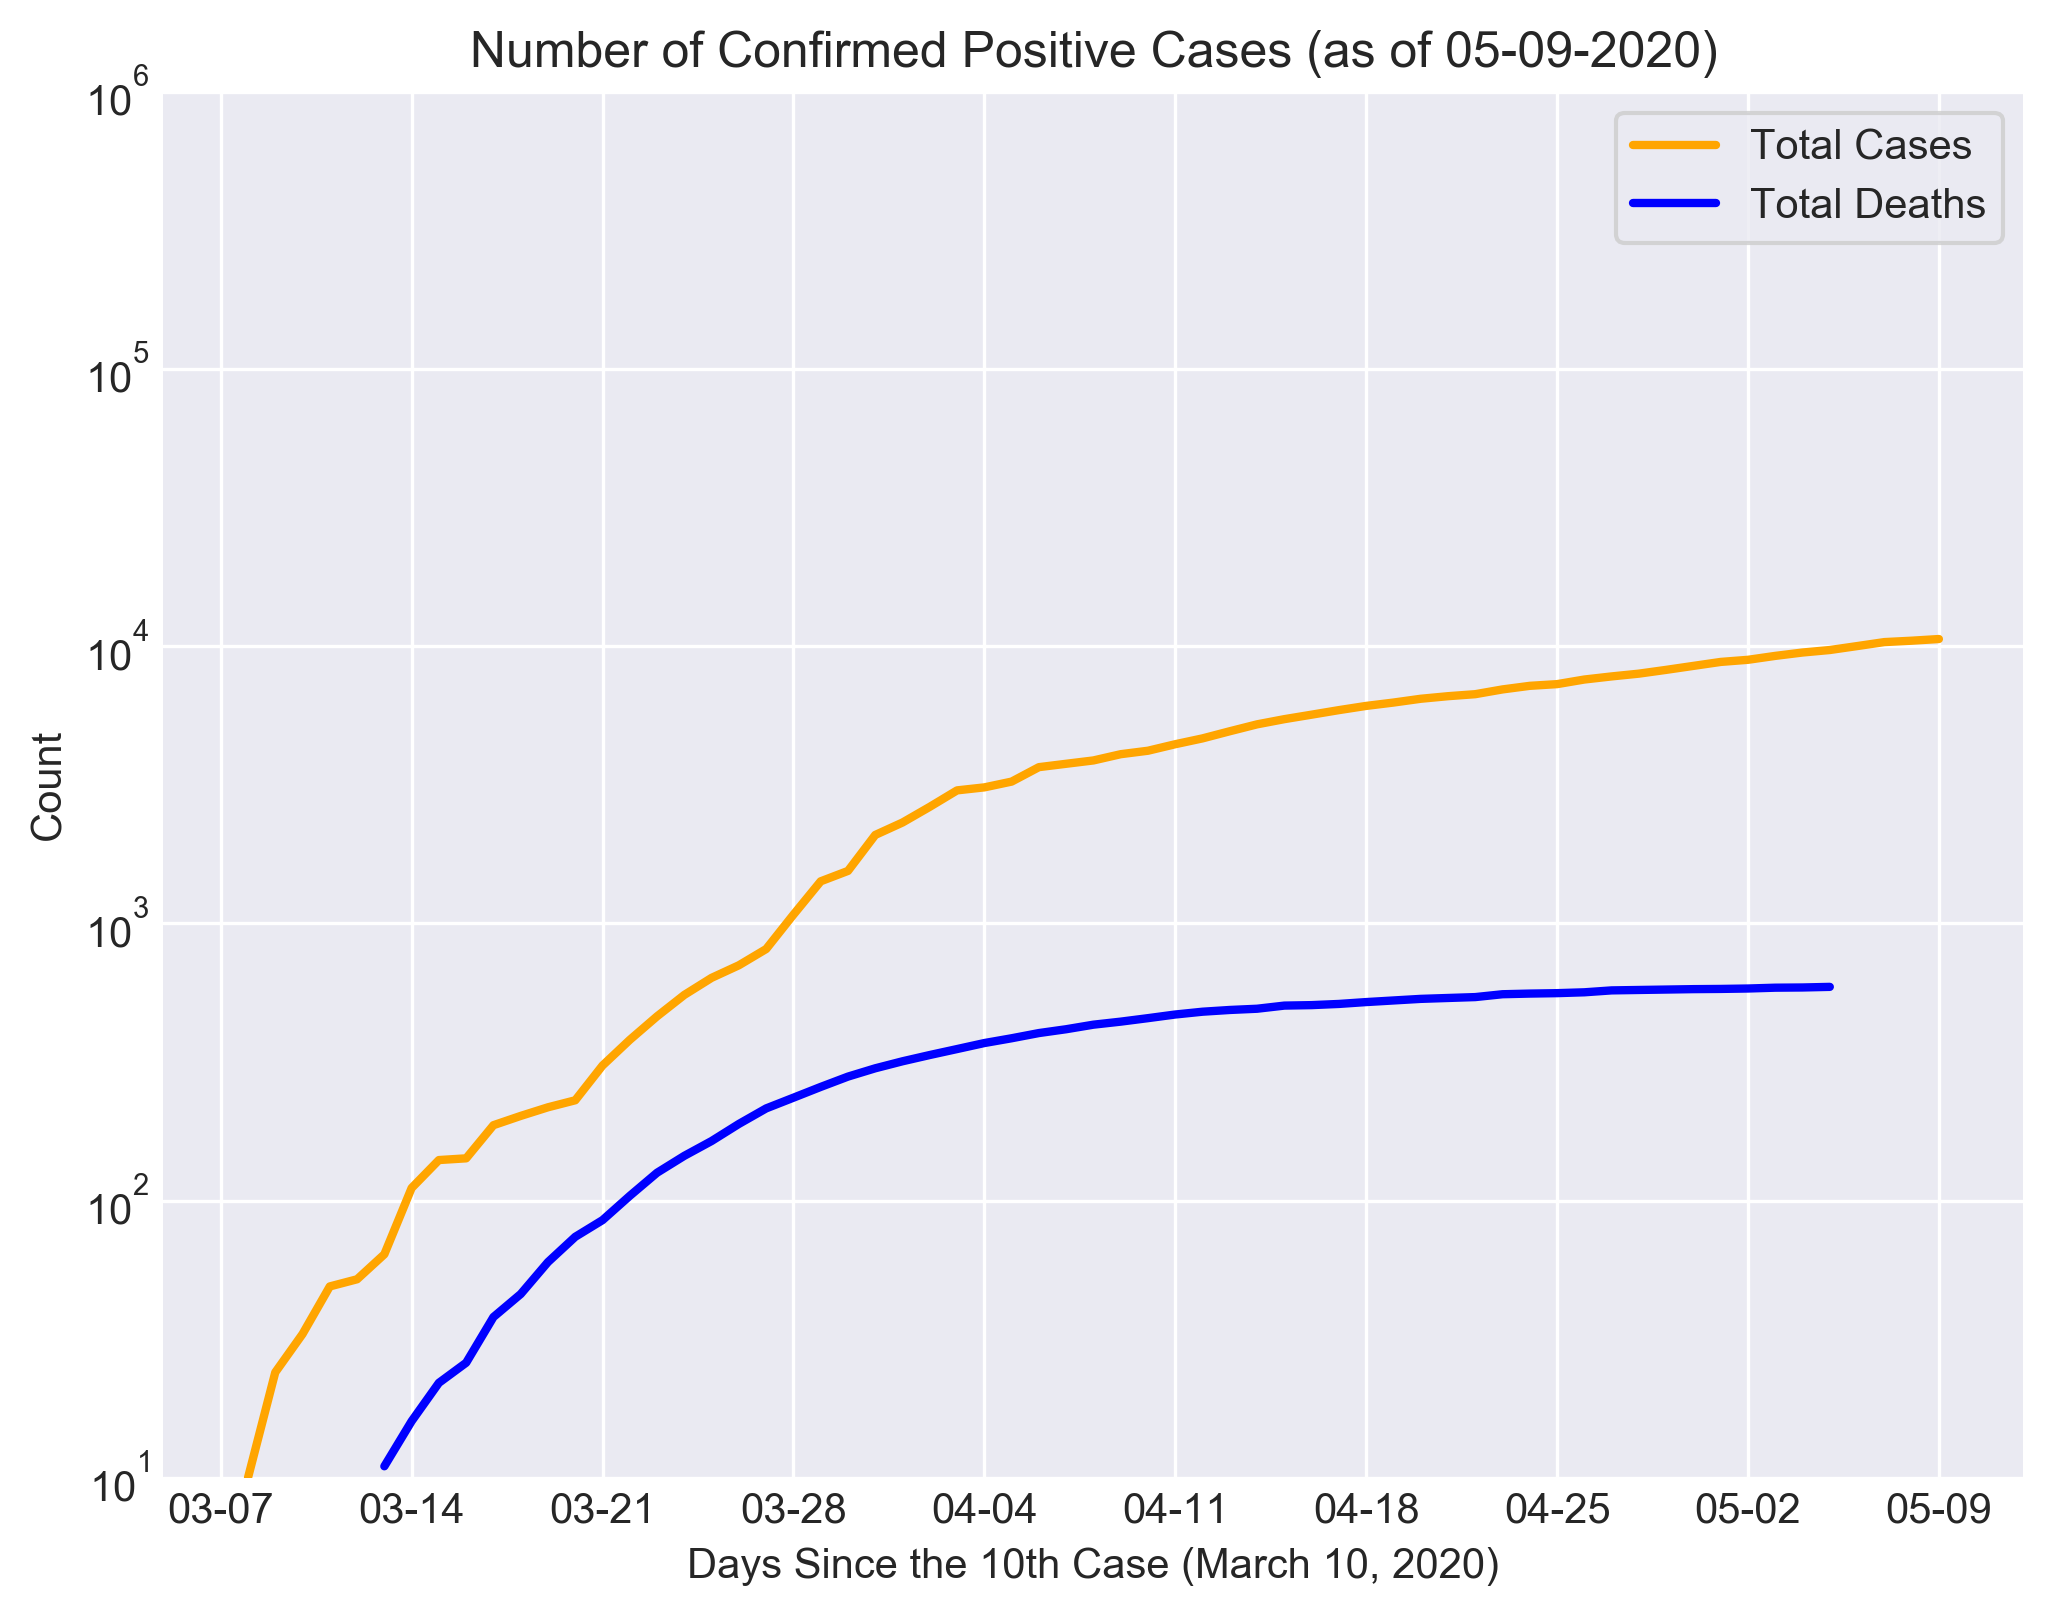 Number of Confirmed Positive Cases (as of 05-09-2020)
10^6
10^5
10^4
10^3
10^2
10^1
Count
Total Cases
Total Deaths
03-07 03-14 03-21 03-28 04-04 04-11 04-18 04-25 05-02 05-09
Days Since the 10th Case (March 10, 2020)